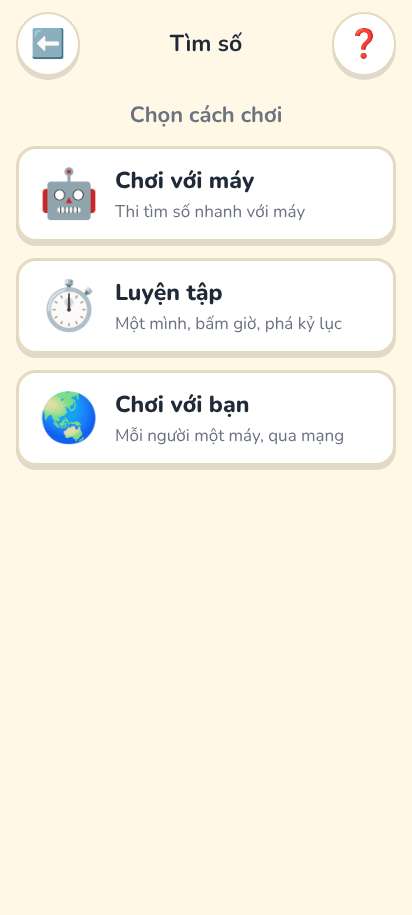 Tìm số
Chọn cách chơi
Chơi với máy
Thi tìm số nhanh với máy
Luyện tập
Một mình, bấm giờ, phá kỷ lục
Chơi với bạn
Mỗi người một máy, qua mạng